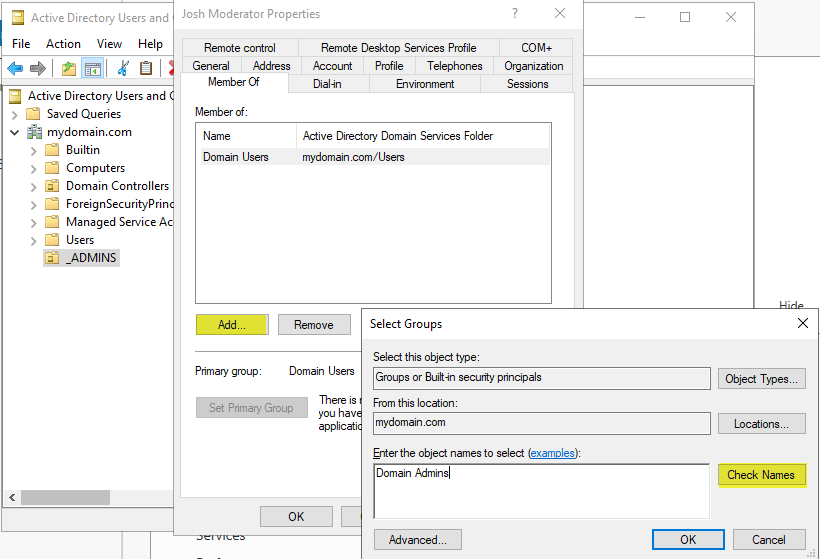 Active Directory Users and C
File Action View Help
Active Directory Users and C
Saved Queries
mydomain.com
Builtin
Computers
Domain Controllers
ForeignSecurityPrinc
Managed Service Ac
Users
_ADMINS
Josh Moderator Properties
Remote control Remote Desktop Services Profile COM+
General Address Account Profile Telephones Organization
Member Of Dial-in Environment Sessions
Member of:
Name Active Directory Domain Services Folder
Domain Users mydomain.com/Users
Add... Remove
Primary group: Domain Users
Set Primary Group
There is
you have
applicatio
OK
Hide
Select Groups
Select this object type:
Groups or Built-in security principals Object Types...
From this location:
mydomain.com Locations...
Enter the object names to select (examples):
Domain Admins Check Names
Advanced... OK Cancel
Services